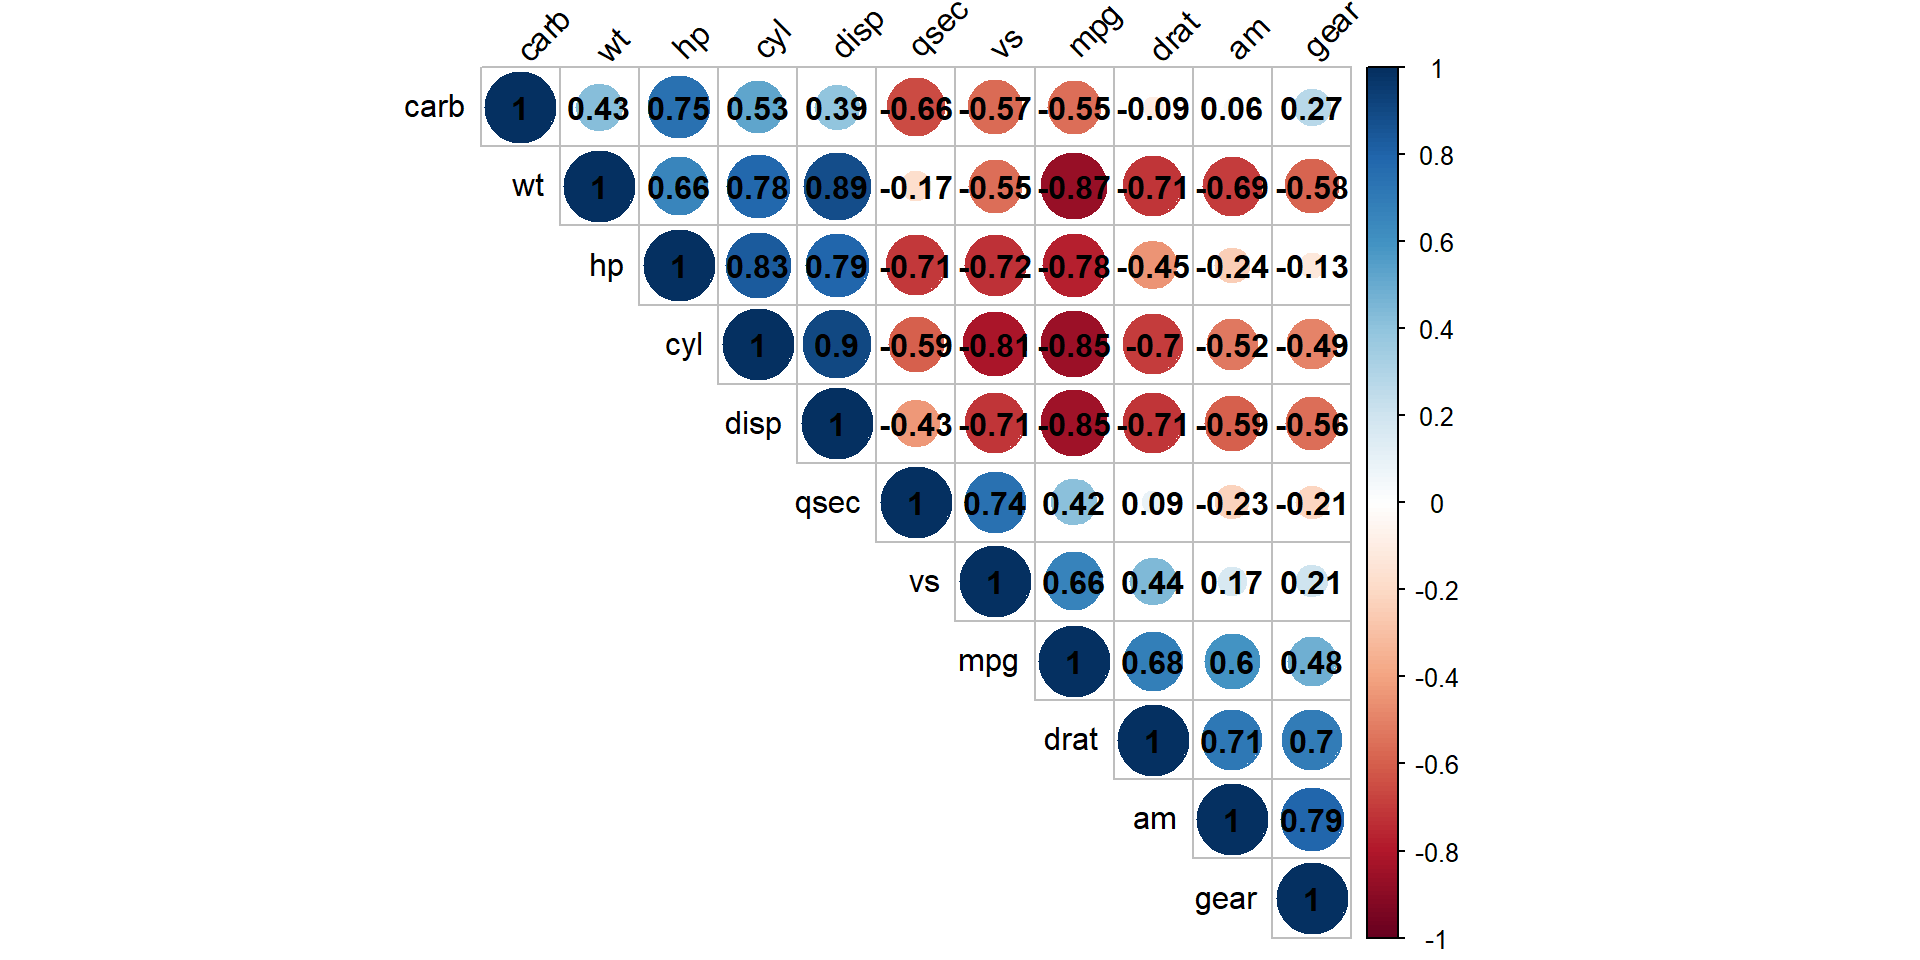 carb wt hp cyl disp qsec vs mpg drat am gear
carb 1 0.43 0.75 0.53 0.39 -0.66 -0.57 -0.55 -0.09 0.06 0.27
wt 1 0.66 0.78 0.89 -0.17 -0.55 -0.87 -0.71 -0.69 -0.58
hp 1 0.83 0.79 -0.71 -0.72 -0.78 -0.45 -0.24 -0.13
cyl 1 0.9 -0.59 -0.81 -0.85 -0.7 -0.52 -0.49
disp 1 -0.43 -0.71 -0.85 -0.71 -0.59 -0.56
qsec 1 0.74 0.42 0.09 -0.23 -0.21
vs 1 0.66 0.44 0.17 0.21
mpg 1 0.68 0.6 0.48
drat 1 0.71 0.7
am 1 0.79
gear 1
1
0.8
0.6
0.4
0.2
0
-0.2
-0.4
-0.6
-0.8
-1